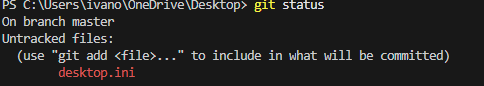 PS C:\Users\ivano\OneDrive\Desktop> git status
On branch master
Untracked files:
  (use "git add <file>..." to include in what will be committed)
        desktop.ini